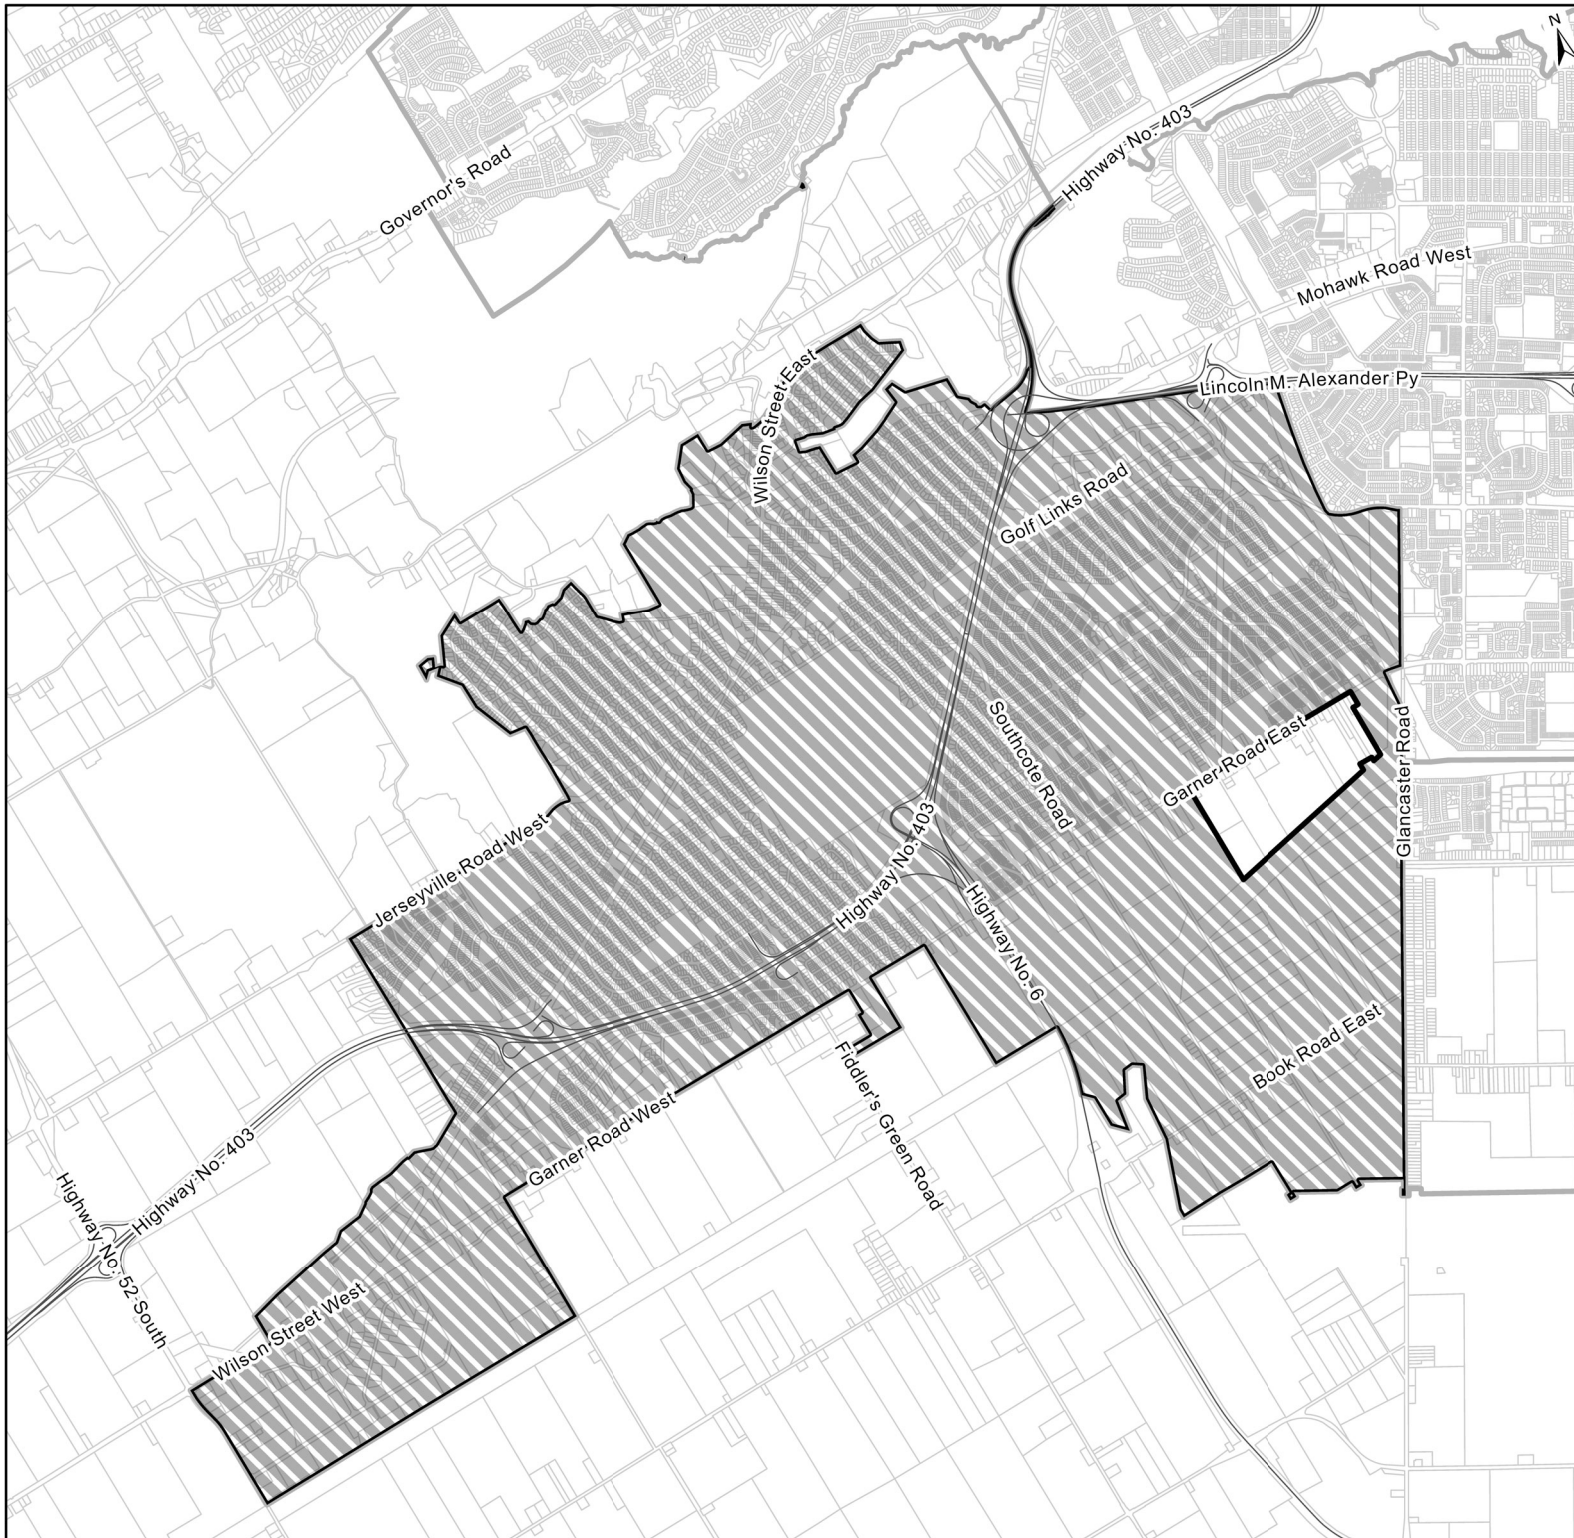 N
Highway No. 403
Governor's Road
Mohawk Road West
Wilson Street East
Lincoln M. Alexander Py
Golf Links Road
Southcote Road
Garner Road East
Glancaster Road
Jerseyville Road West
Highway No. 403
Highway No. 6
Book Road East
Fiddler's Green Road
Garner Road West
Highway No. 403
Highway No. 52 South
Wilson Street West